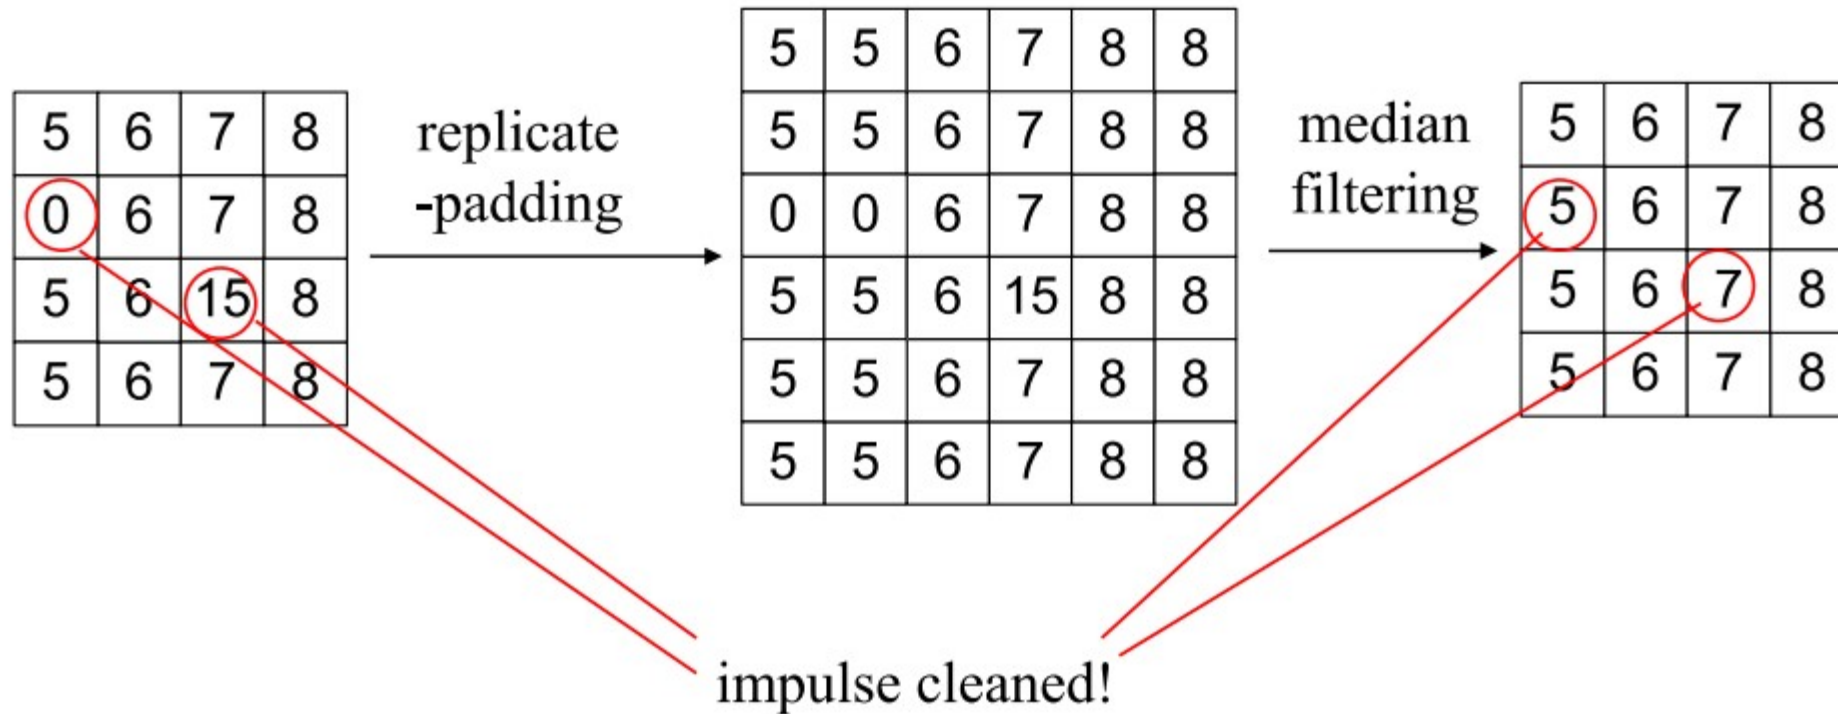 5 6 7 8
0 6 7 8
5 6 15 8
5 6 7 8
replicate
-padding
5 5 6 7 8 8
5 5 6 7 8 8
0 0 6 7 8 8
5 5 6 15 8 8
5 5 6 7 8 8
5 5 6 7 8 8
median
filtering
5 6 7 8
5 6 7 8
5 6 7 8
5 6 7 8
impulse cleaned!